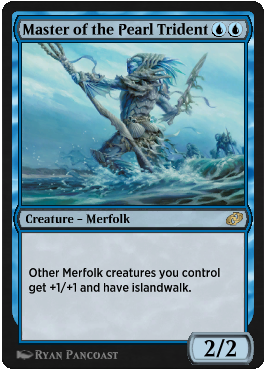 Master of the Pearl Trident
Creature – Merfolk
Other Merfolk creatures you control
get +1/+1 and have islandwalk.
Ryan Pancoast
2/2